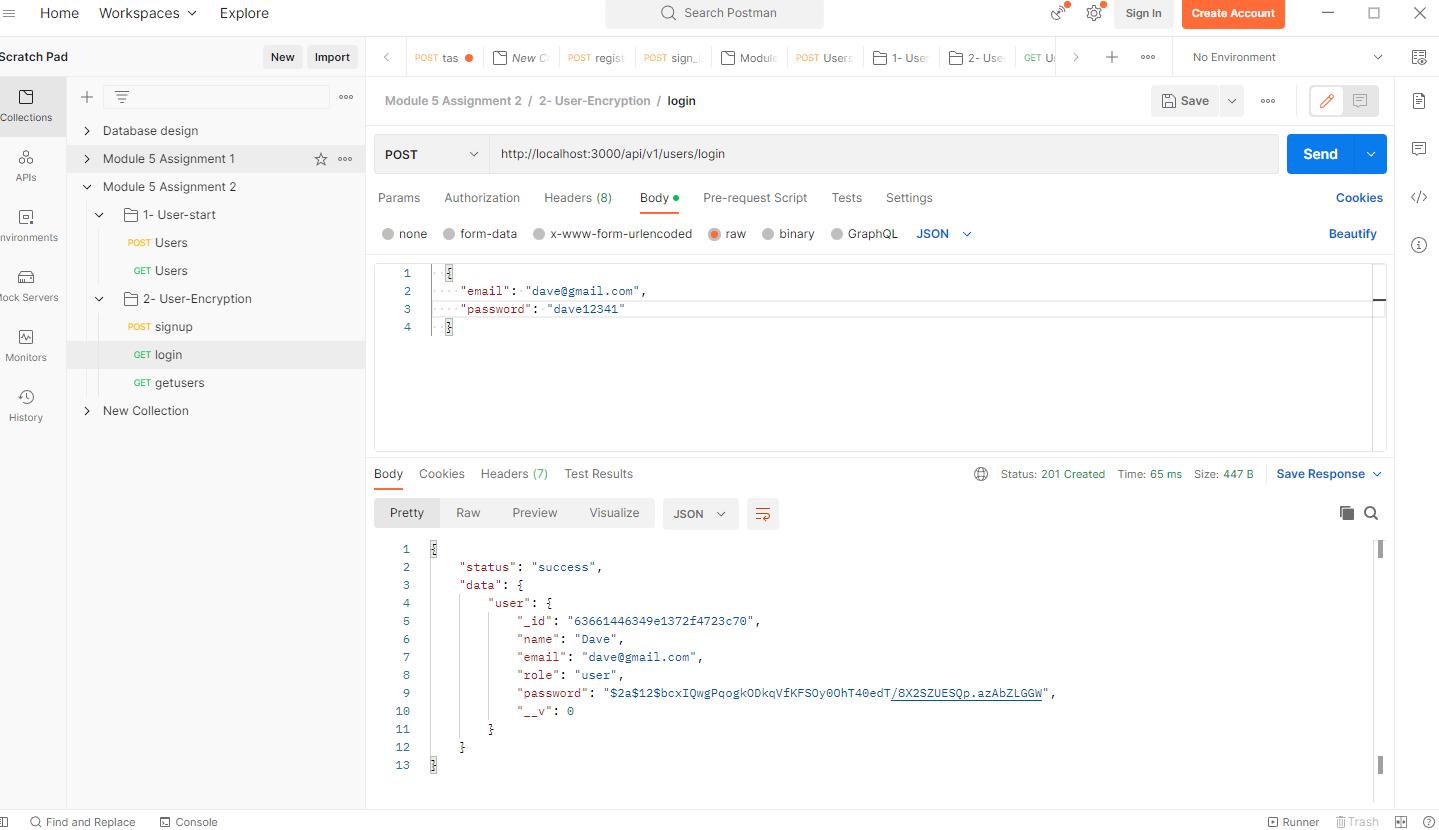 Home Workspaces Explore Search Postman Sign In Create Account
Scratch Pad New Import
POST tas New C POST regist POST sign_ Module POST Users 1- User 2- Use GET Us No Environment
Collections
APIs
nvironments
Mock Servers
Monitors
History
Database design
Module 5 Assignment 1
Module 5 Assignment 2
1- User-start
POST Users
GET Users
2- User-Encryption
POST signup
GET login
GET getusers
New Collection
Module 5 Assignment 2 / 2- User-Encryption / login Save
POST http://localhost:3000/api/v1/users/login Send
Params Authorization Headers (8) Body Pre-request Script Tests Settings Cookies
none form-data x-www-form-urlencoded raw binary GraphQL JSON Beautify
1 {
2 "email": "dave@gmail.com",
3 "password": "dave12341"
4 }
Body Cookies Headers (7) Test Results Status: 201 Created Time: 65 ms Size: 447 B Save Response
Pretty Raw Preview Visualize JSON
1 {
2 "status": "success",
3 "data": {
4 "user": {
5 "_id": "63661446349e1372f4723c70",
6 "name": "Dave",
7 "email": "dave@gmail.com",
8 "role": "user",
9 "password": "$2a$12$bcxIQwgPqogkODkqVfKFSOy0OhT40edT/8X2SZUESQp.azAbZLGGW",
10 "__v": 0
11 }
12 }
13 }
Find and Replace Console Runner Trash